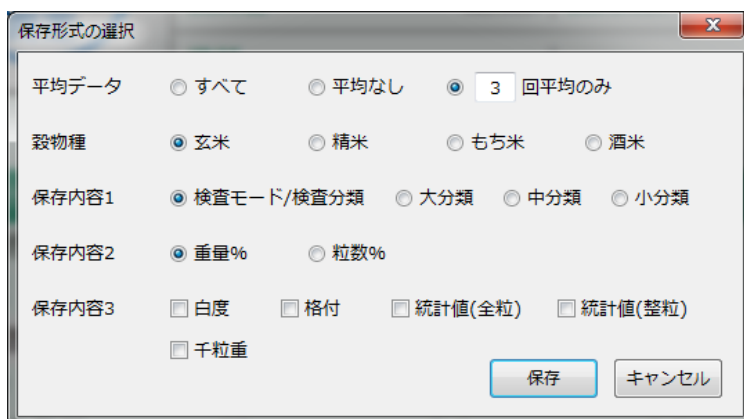 保存形式の選択
平均データ すべて 平均なし 3 回平均のみ
穀物種 玄米 精米 もち米 酒米
保存内容1 検査モード/検査分類 大分類 中分類 小分類
保存内容2 重量% 粒数%
保存内容3 白度 格付 統計値(全粒) 統計値(整粒)
千粒重
保存 キャンセル